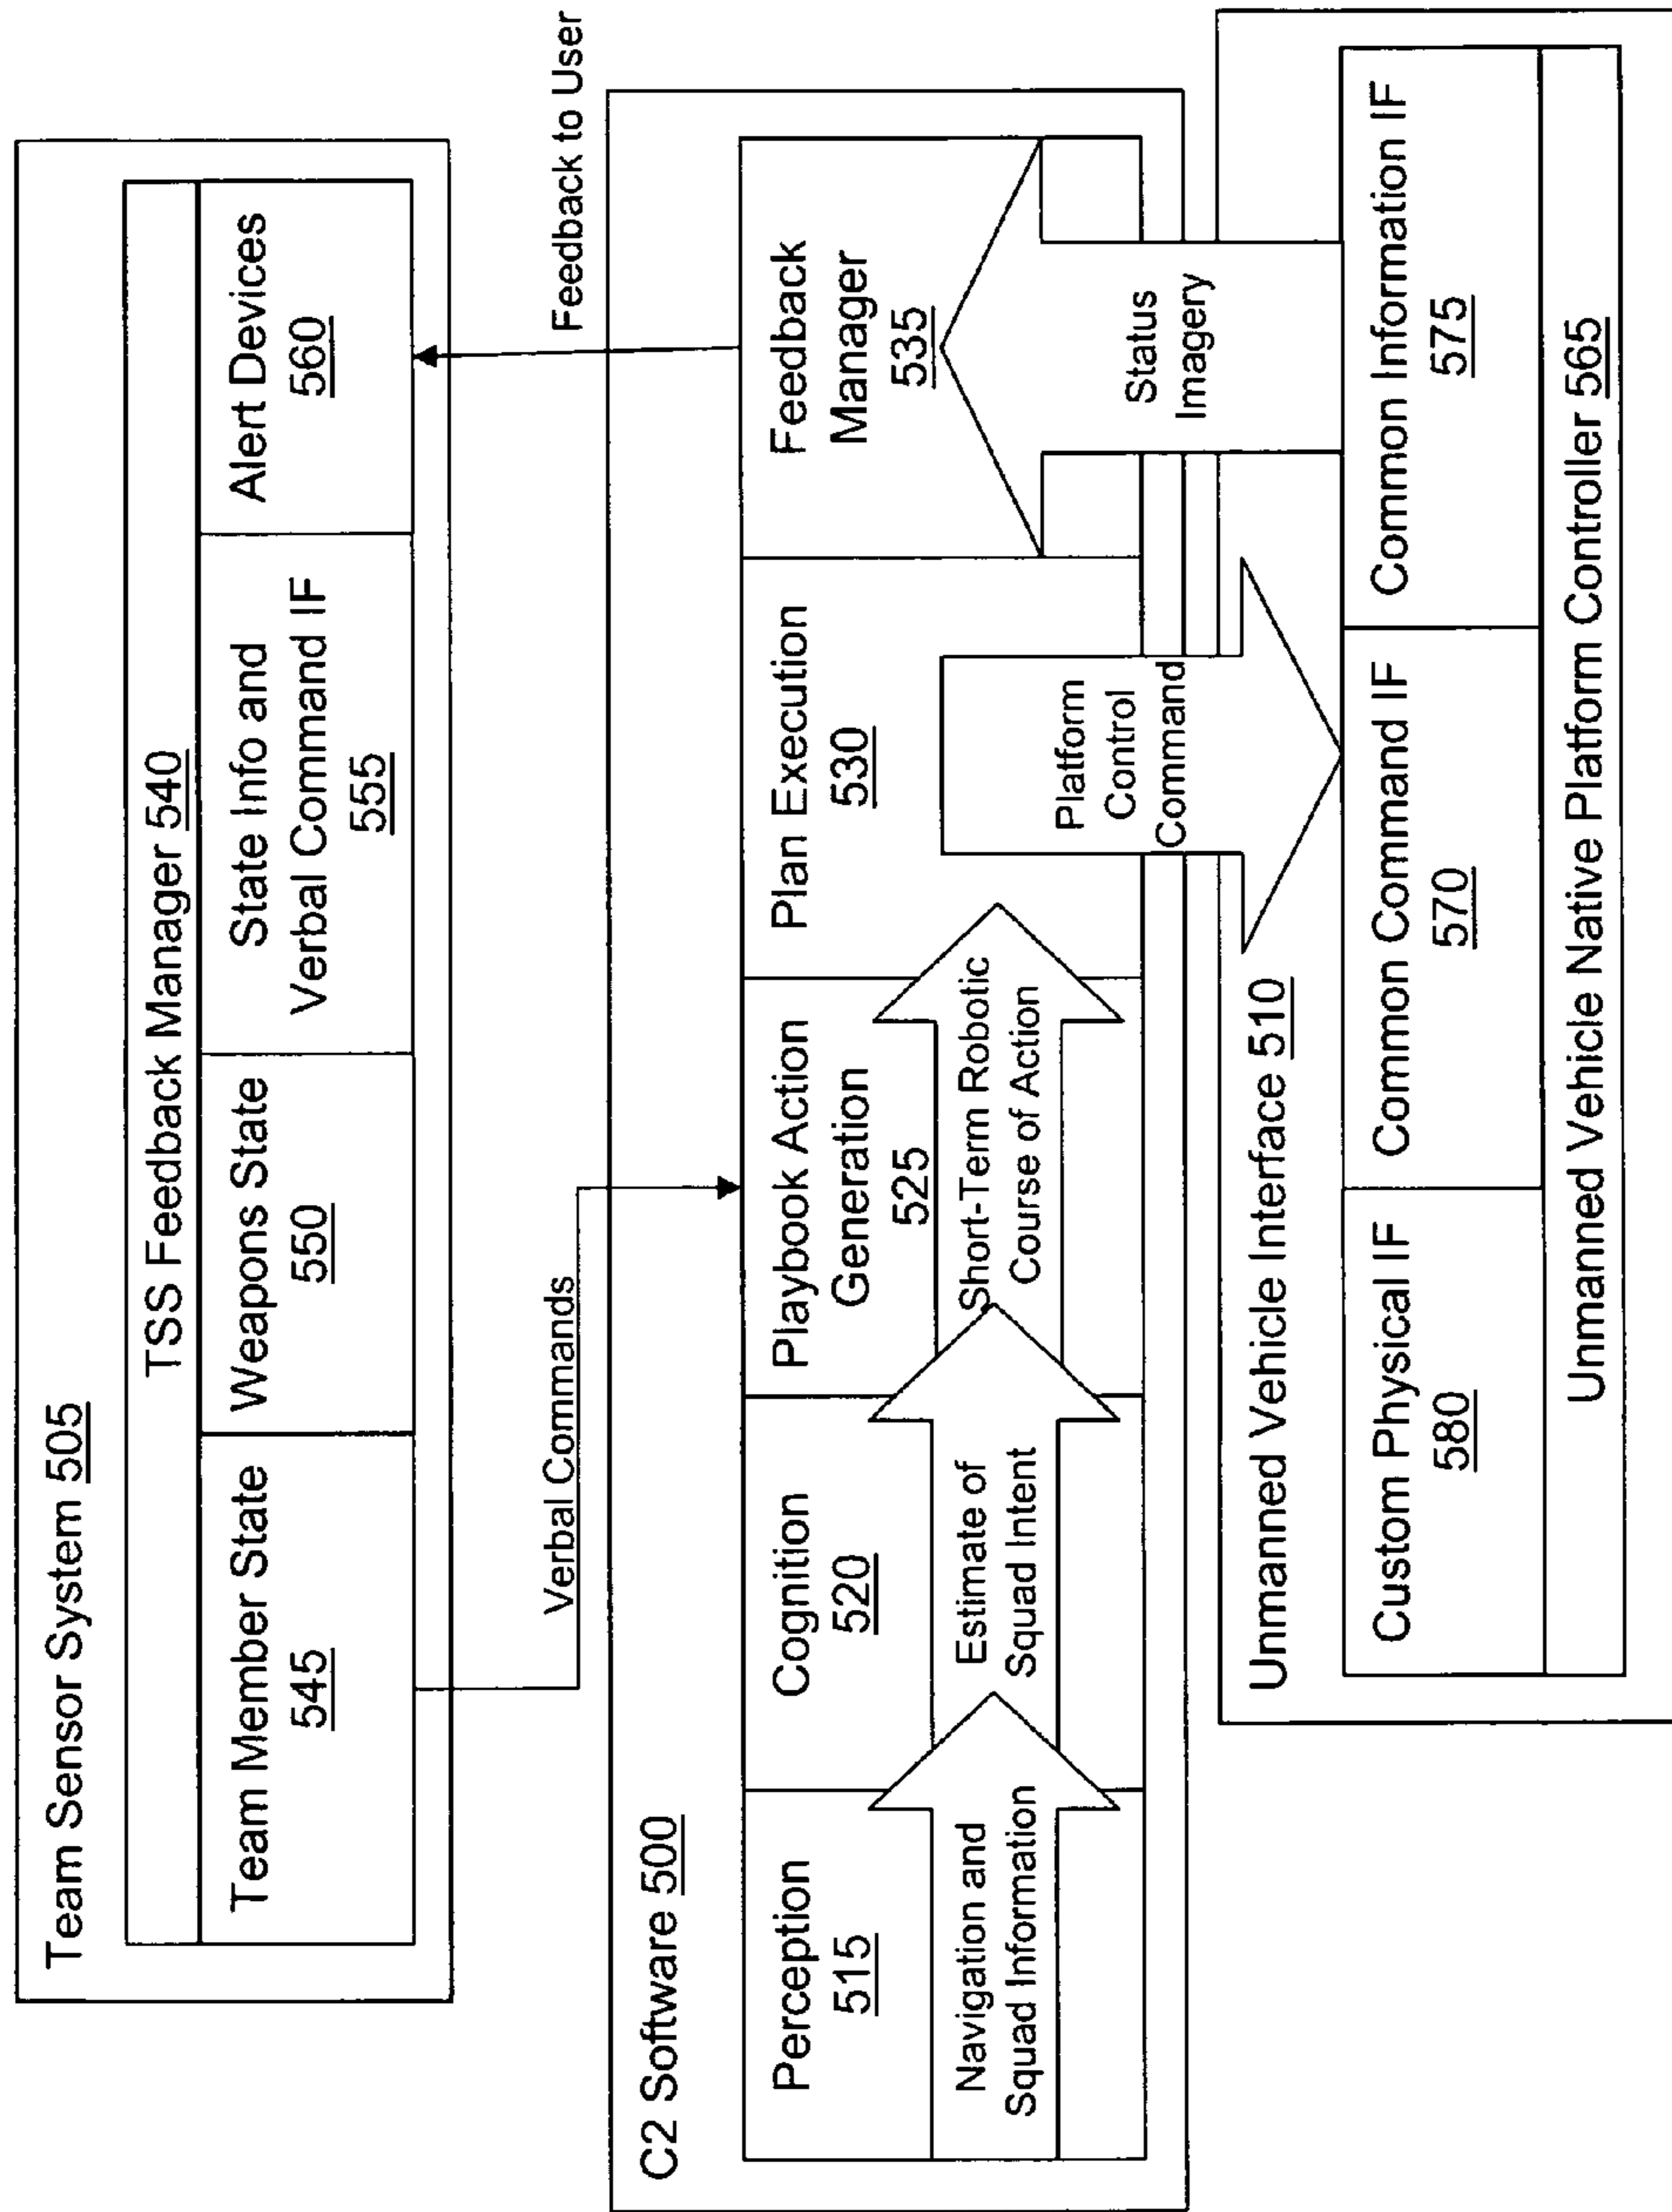 Team Sensor System 505
TSS Feedback Manager 540
Team Member State
545
Weapons State
550
State Info and
Verbal Command IF
555
Alert Devices
560
Verbal Commands
Feedback to User
C2 Software 500
Perception
515
Navigation and
Squad Information
Cognition
520
Estimate of
Squad Intent
Playbook Action
Generation
525
Short-Term Robotic
Course of Action
Plan Execution
530
Platform
Control
Command
Feedback
Manager
535
Status
Imagery
Unmanned Vehicle Interface 510
Custom Physical IF
580
Common Command IF
570
Common Information IF
575
Unmanned Vehicle Native Platform Controller 565